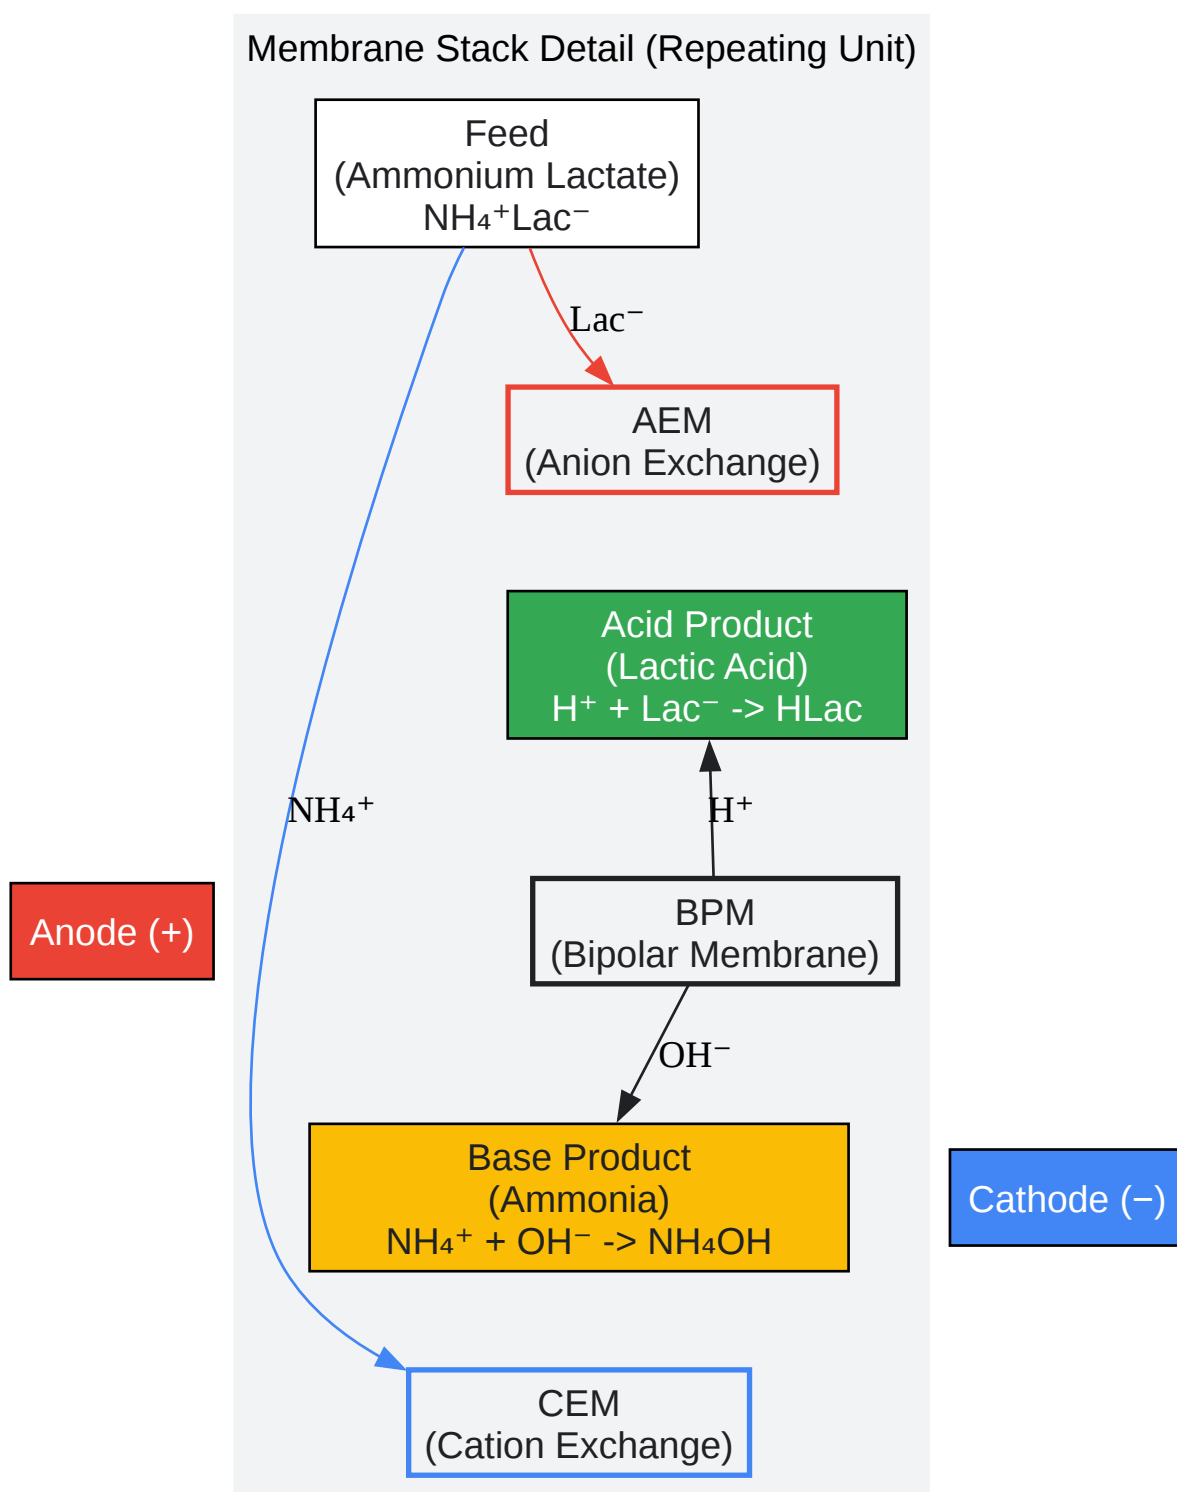 Membrane Stack Detail (Repeating Unit)
Feed
(Ammonium Lactate)
NH₄⁺Lac⁻
Lac⁻
AEM
(Anion Exchange)
Acid Product
(Lactic Acid)
H⁺ + Lac⁻ -> HLac
NH₄⁺
H⁺
Anode (+)
BPM
(Bipolar Membrane)
OH⁻
Base Product
(Ammonia)
NH₄⁺ + OH⁻ -> NH₄OH
Cathode (−)
CEM
(Cation Exchange)